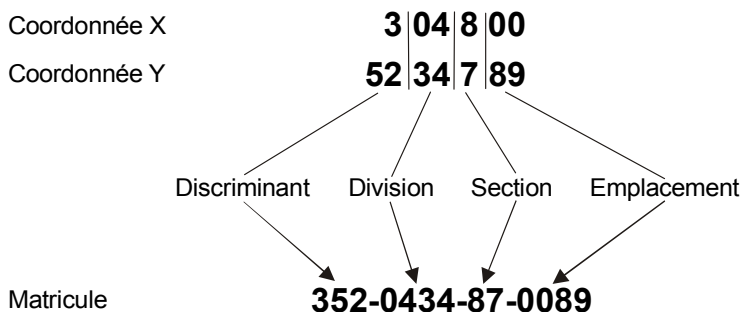 Coordonnée X 3 04 8 00
Coordonnée Y 52 34 7 89
Discriminant Division Section Emplacement
Matricule 352-0434-87-0089